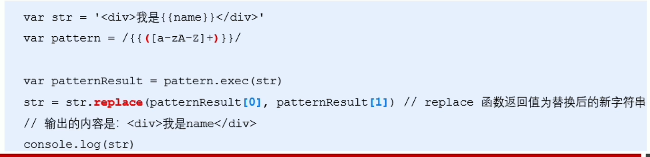 var str = '<div>我是{{name}}</div>'
var pattern = /{{([a-zA-Z]+)}}/
var patternResult = pattern.exec(str)
str = str.replace(patternResult[0], patternResult[1]) // replace 函数返回值为替换后的新字符串
// 输出的内容是：<div>我是name</div>
console.log(str)